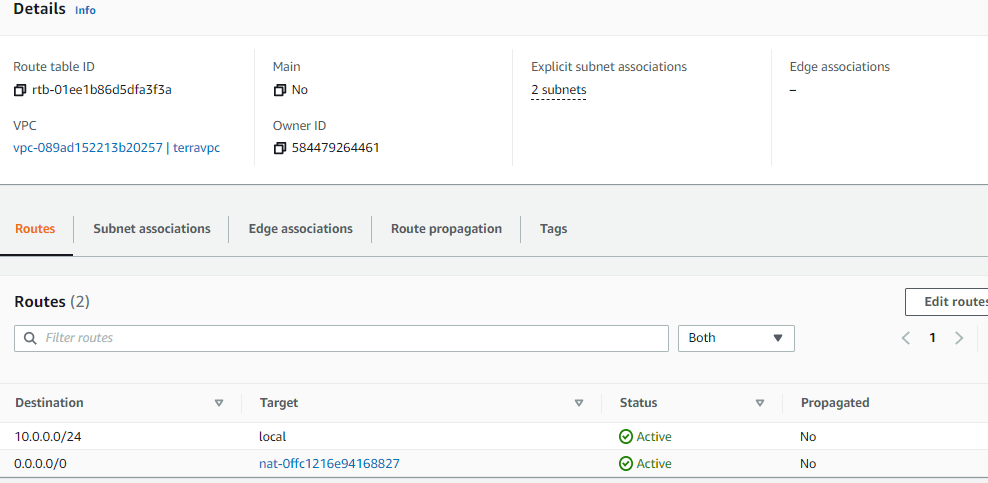 Details Info
Route table ID
rtb-01ee1b86d5dfa3f3a
Main
No
Explicit subnet associations
2 subnets
Edge associations
–
VPC
vpc-089ad152213b20257 | terravpc
Owner ID
584479264461
Routes Subnet associations Edge associations Route propagation Tags
Routes (2)
Edit routes
Filter routes
Both
1
Destination Target Status Propagated
10.0.0.0/24 local Active No
0.0.0.0/0 nat-0ffc1216e94168827 Active No